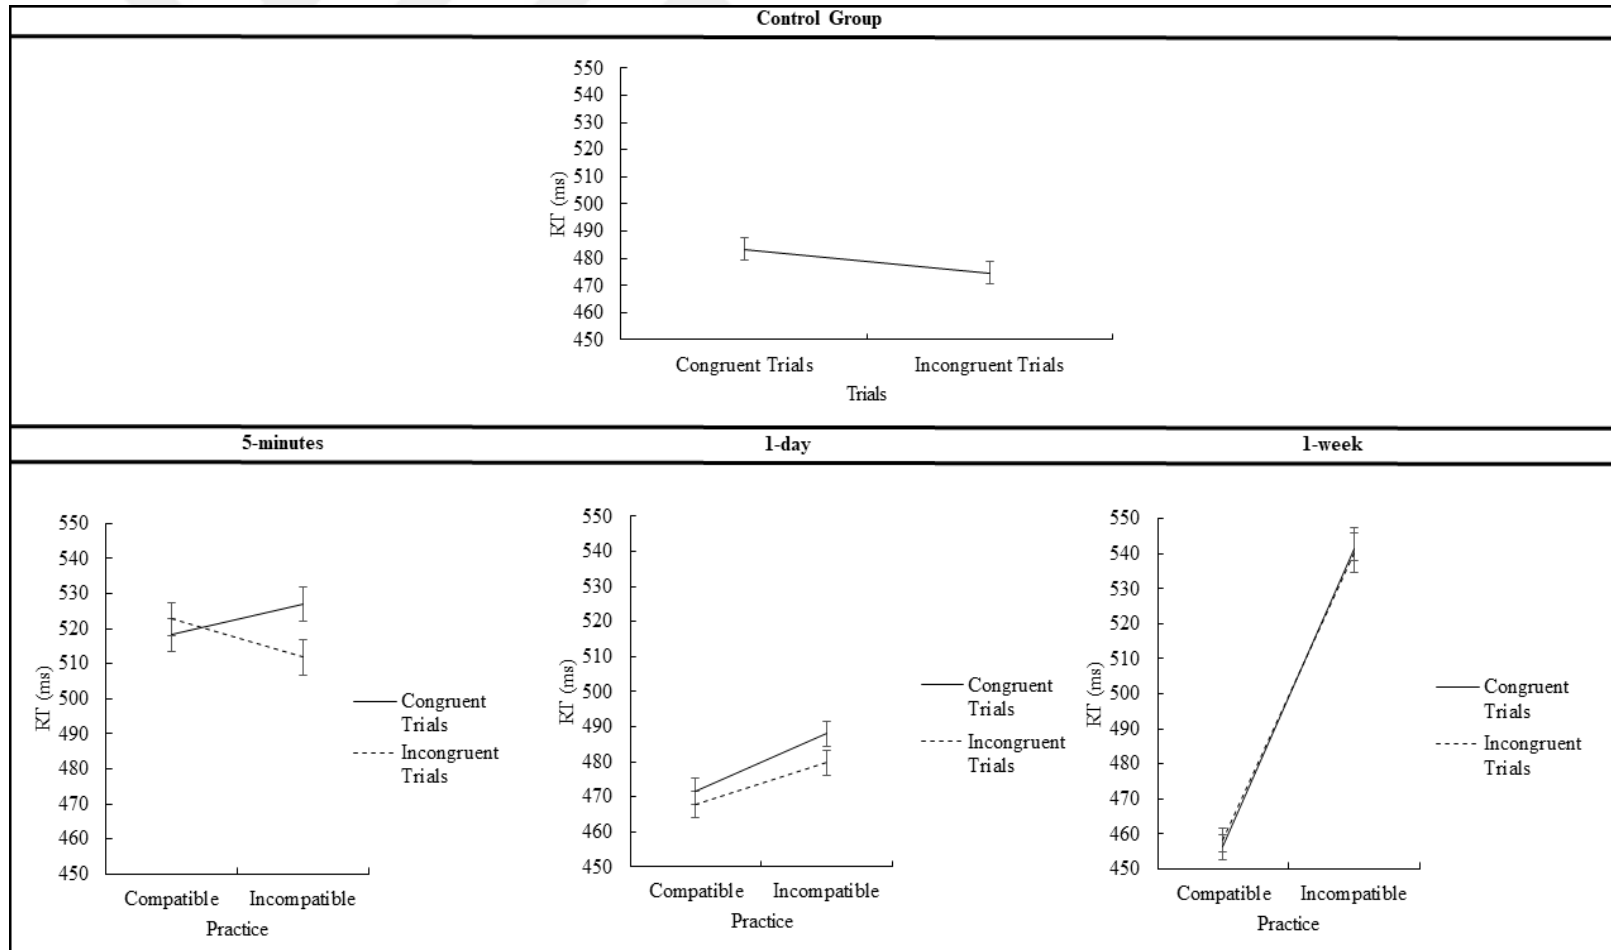 Control Group
550
540
530
520
510
500
490
480
470
460
450
RT (ms)
Congruent Trials Incongruent Trials
Trials
5-minutes 1-day 1-week
550
540
530
520
510
500
490
480
470
460
450
RT (ms)
Compatible Incompatible
Practice
Congruent
Trials
Incongruent
Trials
550
540
530
520
510
500
490
480
470
460
450
RT (ms)
Compatible Incompatible
Practice
Congruent
Trials
Incongruent
Trials
550
540
530
520
510
500
490
480
470
460
450
RT (ms)
Compatible Incompatible
Practice
Congruent
Trials
Incongruent
Trials